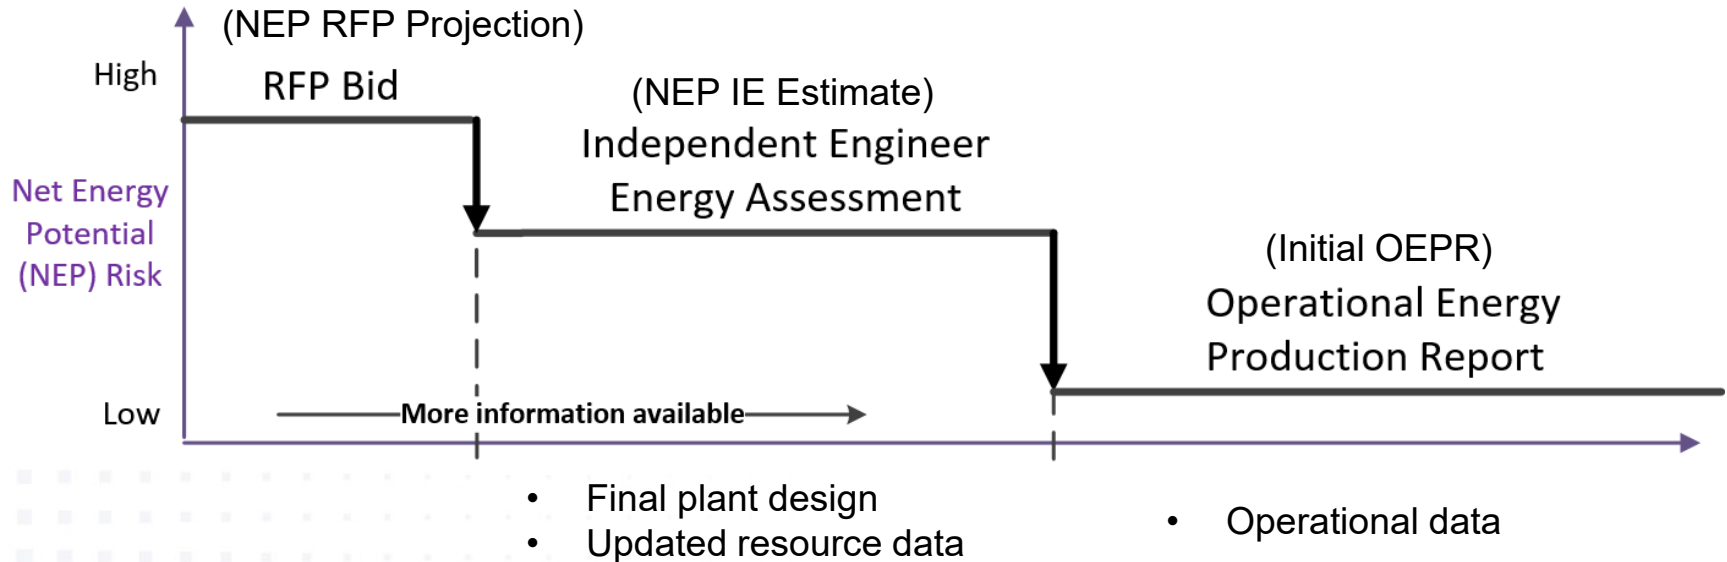 (NEP RFP Projection)
High
RFP Bid
(NEP IE Estimate)
Independent Engineer
Energy Assessment
Net Energy
Potential
(NEP) Risk
(Initial OEPR)
Operational Energy
Production Report
Low
More information available
• Final plant design
• Updated resource data
• Operational data